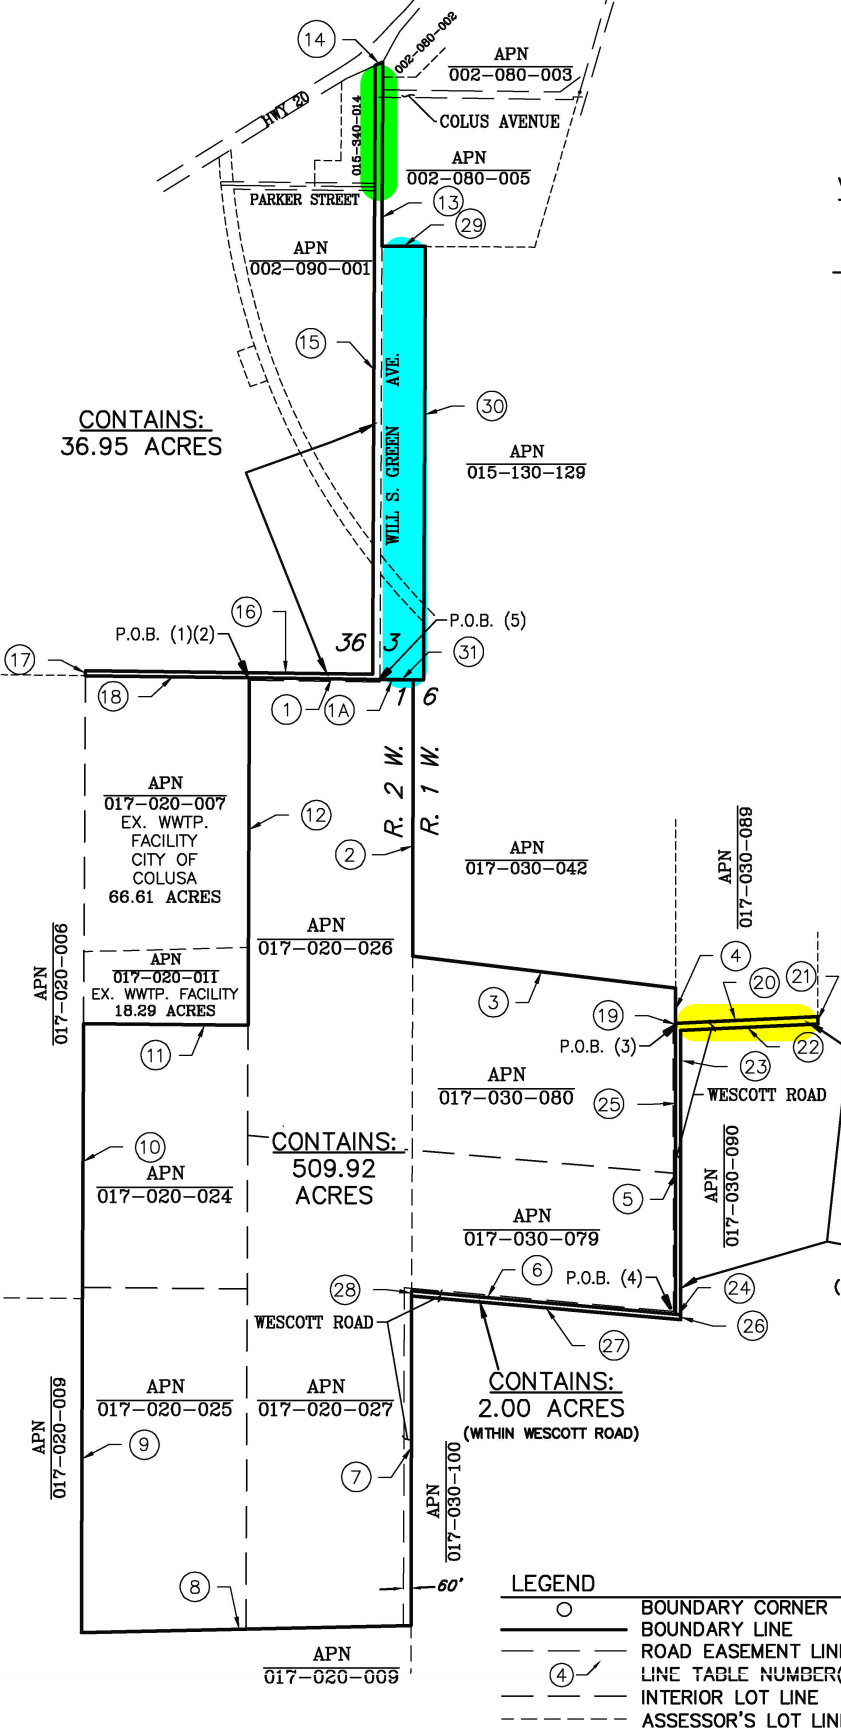 14
002-080-002
APN
002-080-003
HWY 20
015-340-014
COLUS AVENUE
APN
002-080-005
PARKER STREET
13
29
APN
002-090-001
15
WILL S. GREEN AVE.
30
CONTAINS:
36.95 ACRES
APN
015-130-129
16
P.O.B. (1)(2)
36
3
P.O.B. (5)
17
31
18
1
1A
1
6
R. 2 W.
R. 1 W.
APN
017-020-007
EX. WWTP.
FACILITY
CITY OF
COLUSA
66.61 ACRES
12
2
APN
017-030-042
APN
017-030-089
APN
017-020-026
APN
017-020-006
APN
017-020-011
EX. WWTP. FACILITY
18.29 ACRES
4
3
20
21
19
P.O.B. (3)
22
11
23
APN
017-030-080
25
WESCOTT ROAD
10
CONTAINS:
509.92
ACRES
APN
017-020-024
APN
017-030-090
5
APN
017-030-079
28
6
P.O.B. (4)
24
WESCOTT ROAD
26
27
CONTAINS:
2.00 ACRES
(WITHIN WESCOTT ROAD)
APN
017-020-025
APN
017-020-027
APN
017-020-009
9
7
APN
017-030-100
8
60'
APN
017-020-009
LEGEND
BOUNDARY CORNER
BOUNDARY LINE
ROAD EASEMENT LINE
4
LINE TABLE NUMBER(
INTERIOR LOT LINE
ASSESSOR'S LOT LINE